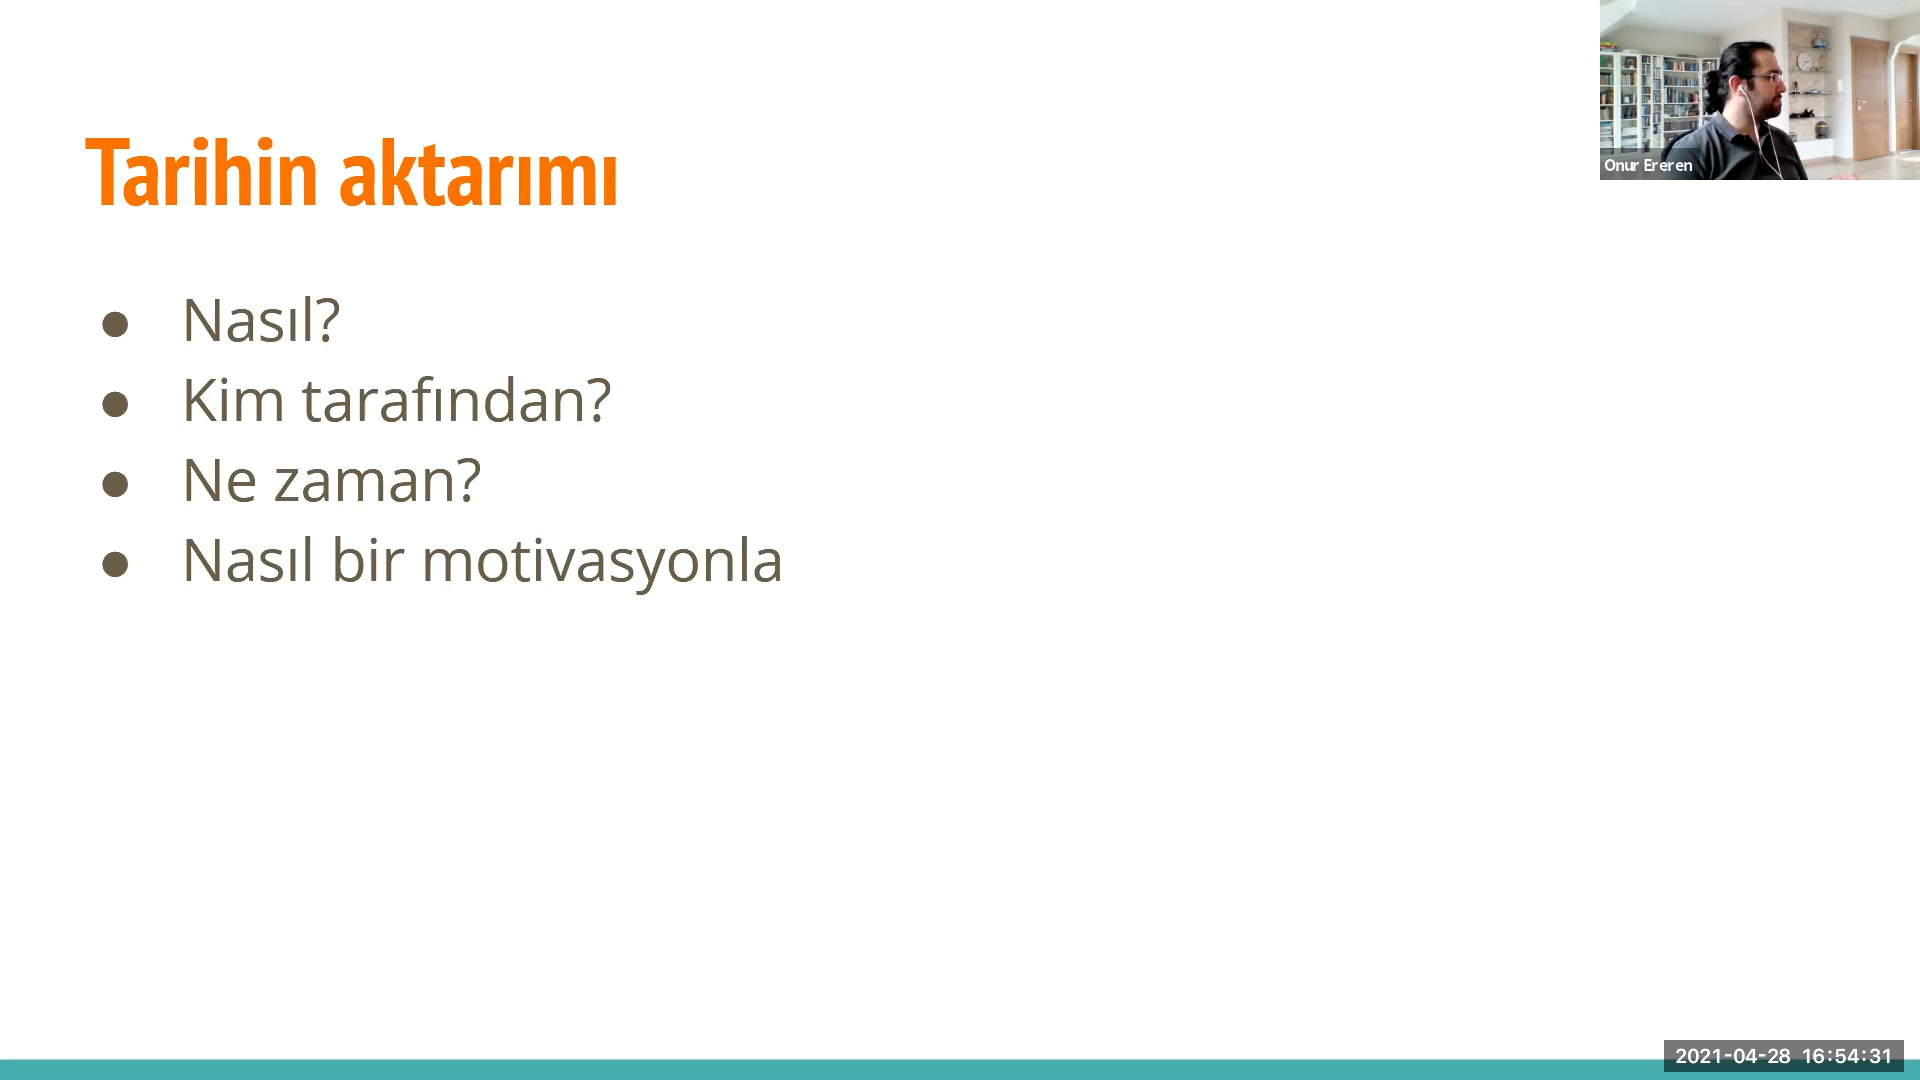 Tarihin aktarımı
● Nasıl?
● Kim tarafından?
● Ne zaman?
● Nasıl bir motivasyonla
Onur Ereren
2021-04-28 16:54:31